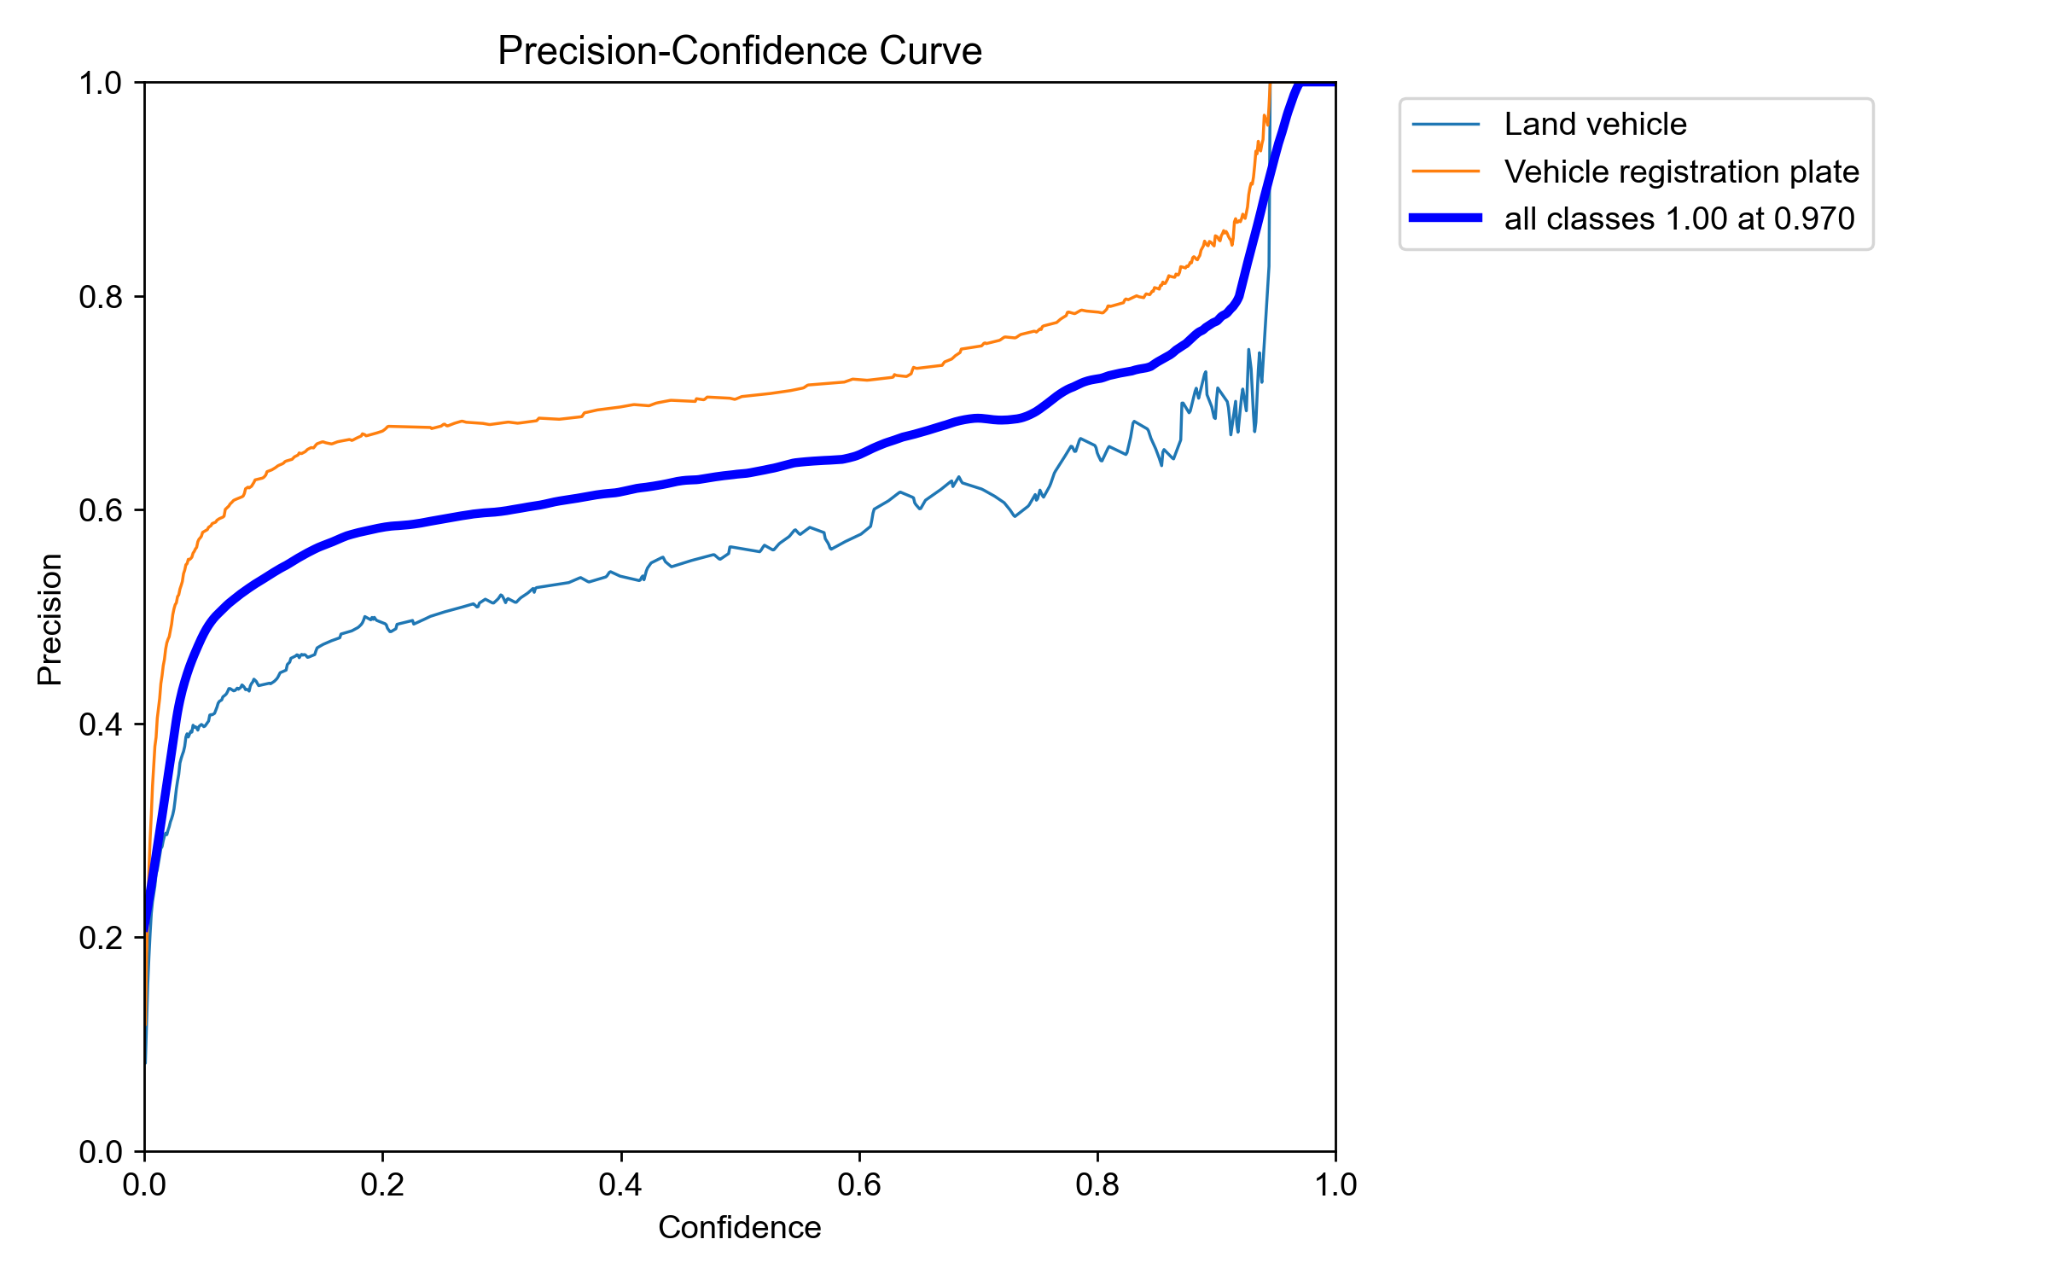 Precision-Confidence Curve
1.0
0.8
0.6
0.4
0.2
0.0
Precision
0.0 0.2 0.4 0.6 0.8 1.0
Confidence
Land vehicle
Vehicle registration plate
all classes 1.00 at 0.970